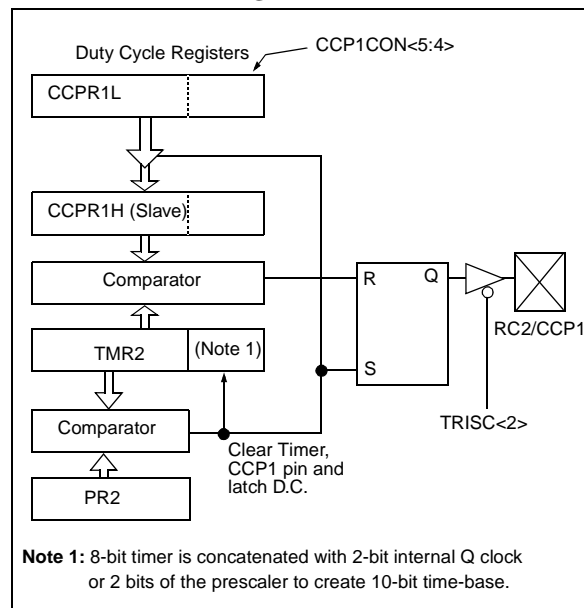 Duty Cycle Registers
CCP1CON<5:4>
CCPR1L
CCPR1H (Slave)
Comparator
R
Q
RC2/CCP1
TMR2
(Note 1)
S
TRISC<2>
Comparator
Clear Timer,
CCP1 pin and
latch D.C.
PR2
Note 1: 8-bit timer is concatenated with 2-bit internal Q clock
or 2 bits of the prescaler to create 10-bit time-base.